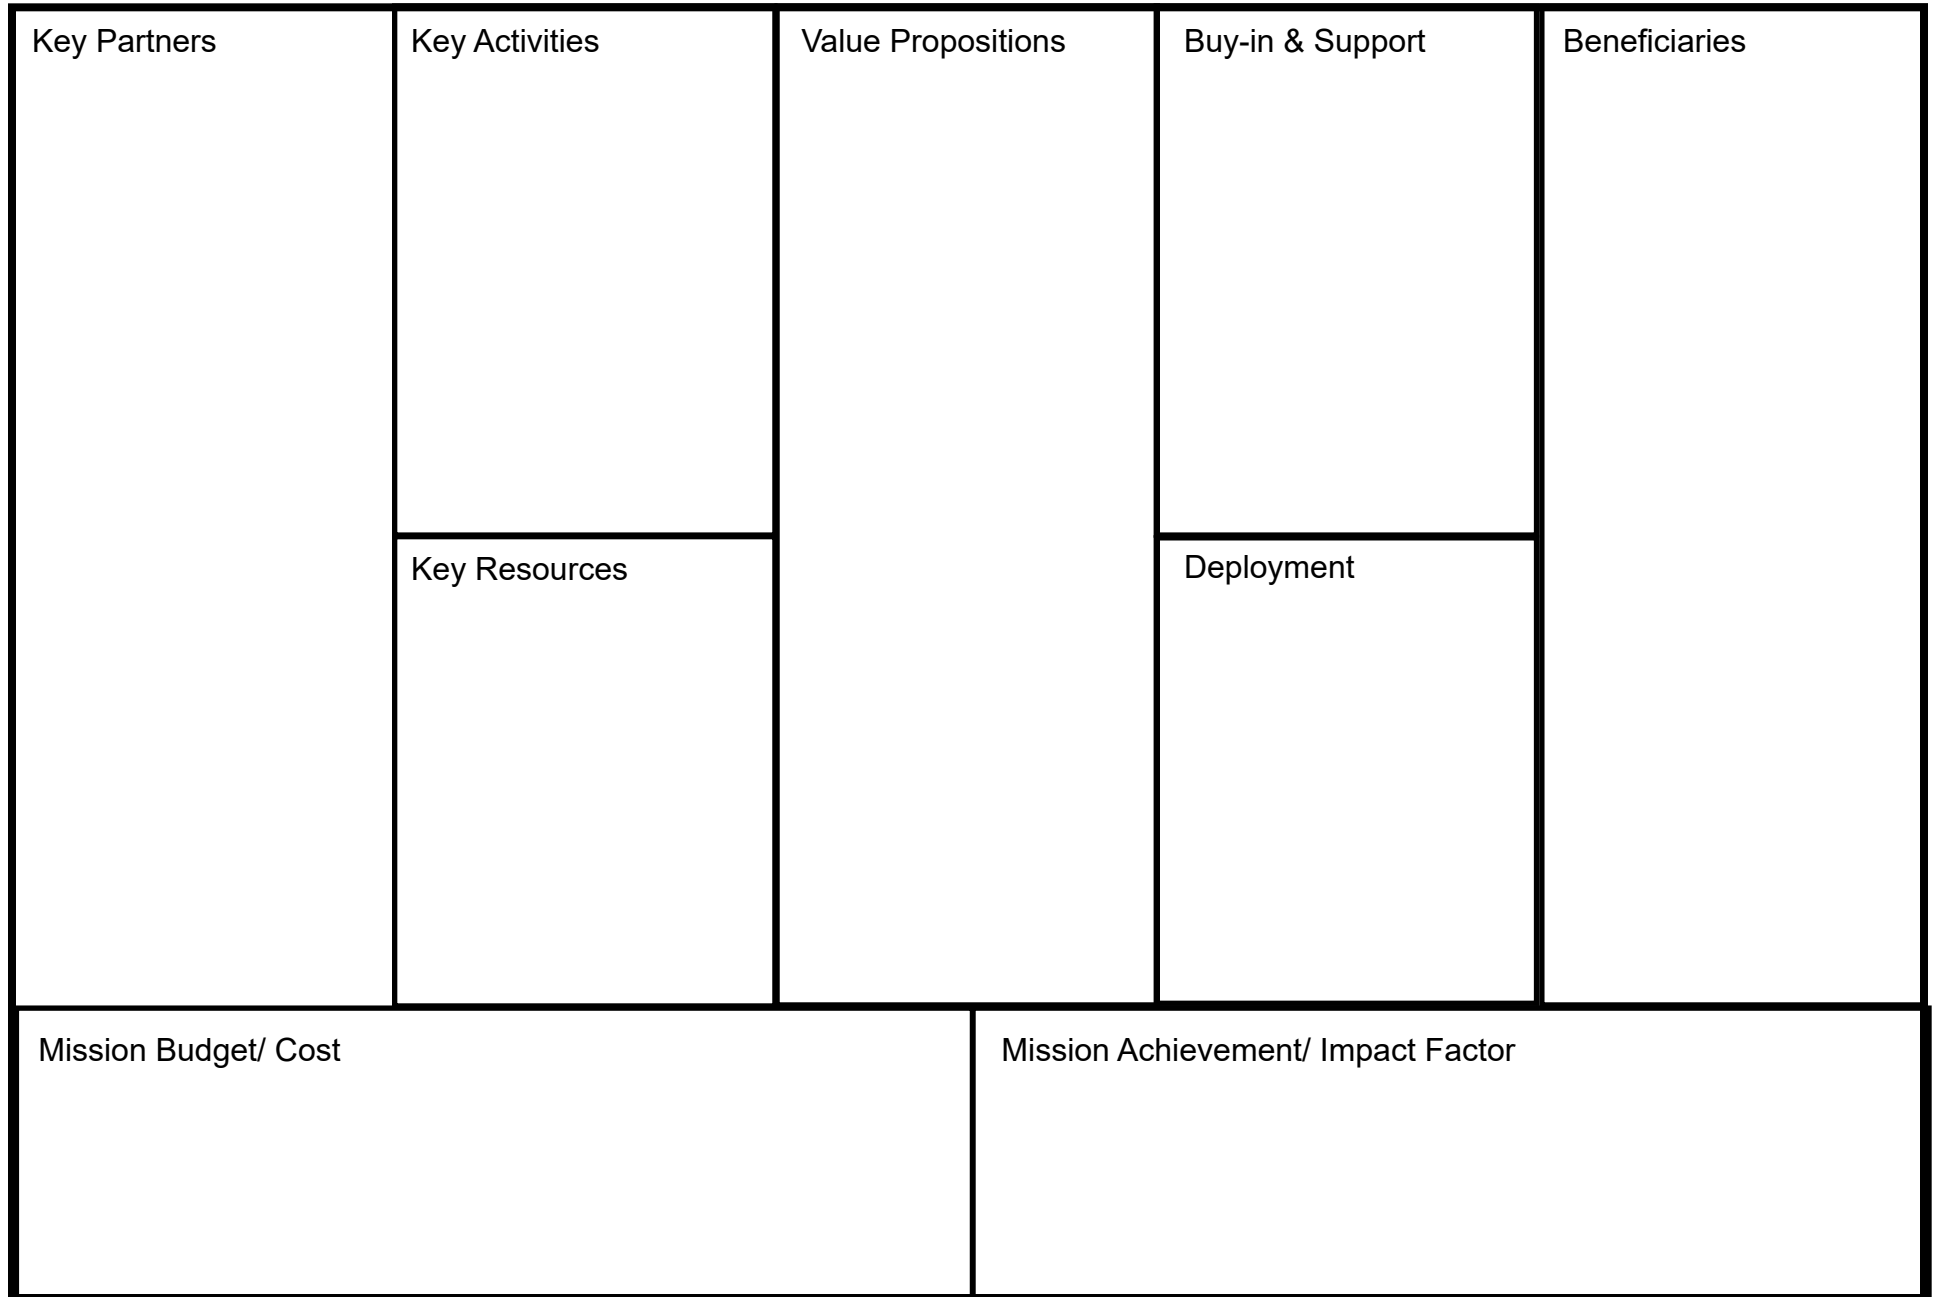 Key Partners
Key Activities
Key Resources
Value Propositions
Buy-in & Support
Deployment
Beneficiaries
Mission Budget/ Cost
Mission Achievement/ Impact Factor